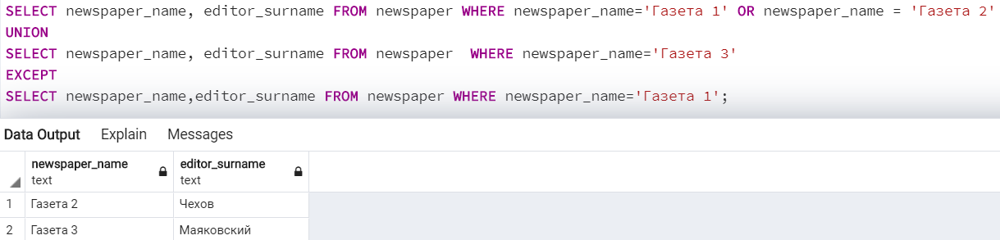 SELECT newspaper_name, editor_surname FROM newspaper WHERE newspaper_name='Газета 1' OR newspaper_name = 'Газета 2'
UNION
SELECT newspaper_name, editor_surname FROM newspaper  WHERE newspaper_name='Газета 3'
EXCEPT
SELECT newspaper_name,editor_surname FROM newspaper WHERE newspaper_name='Газета 1';
Data Output Explain Messages
newspaper_name editor_surname
text text
1 Газета 2 Чехов
2 Газета 3 Маяковский